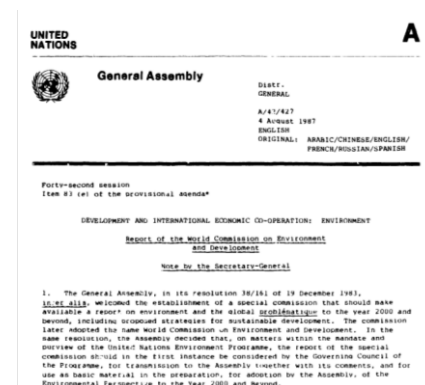 UNITED
NATIONS
A
General Assembly
Distr.
GENERAL
A/42/427
4 August 1987
ENGLISH
ORIGINAL: ARABIC/CHINESE/ENGLISH/
FRENCH/RUSSIAN/SPANISH
Forty-second session
Item 83 (e) of the provisional agenda*
DEVELOPMENT AND INTERNATIONAL ECONOMIC CO-OPERATION: ENVIRONMENT
Report of the World Commission on Environment
and Development
Note by the Secretary-General
1. The General Assembly, in its resolution 38/161 of 19 December 1983,
inter alia, welcomed the establishment of a special commission that should make
available a report on environment and the global problématique to the year 2000 and
beyond, including proposed strategies for sustainable development. The commission
later adopted the name World Commission on Environment and Development. In the
same resolution, the Assembly decided that, on matters within the mandate and
purview of the United Nations Environment Programme, the report of the special
commission should in the first instance be considered by the Governing Council of
the Programme, for transmission to the Assembly together with its comments, and for
use as basic material in the preparation, for adoption by the Assembly, of the
Environmental Perspective to the Year 2000 and Beyond.